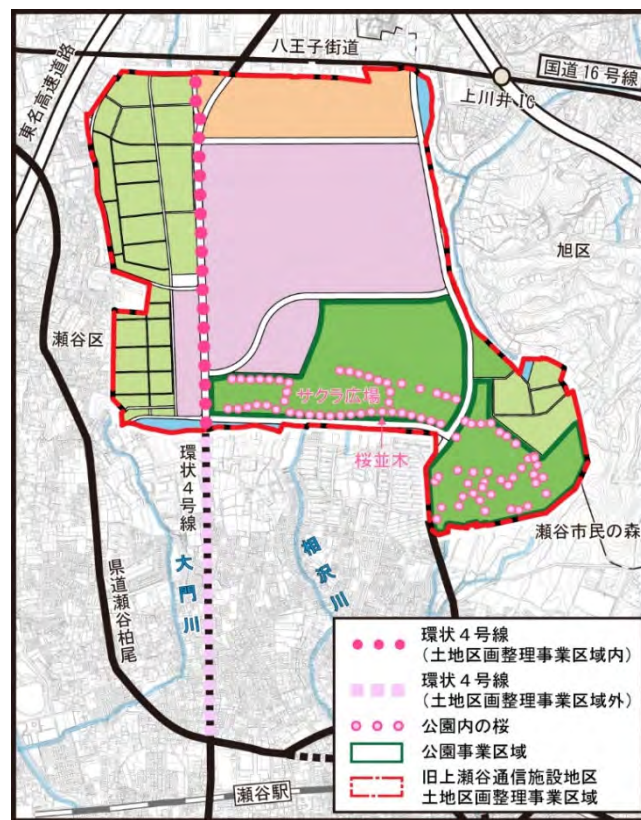 八王子街道
国道16号線
東名高速道路
上川井IC
旭区
瀬谷区
サクラ広場
桜並木
環状4号線
大門川
相沢川
瀬谷市民の森
県道瀬谷柏尾
環状4号線
（土地区画整理事業区域内）
環状4号線
（土地区画整理事業区域外）
公園内の桜
公園事業区域
旧上瀬谷通信施設地区
土地区画整理事業区域
瀬谷駅